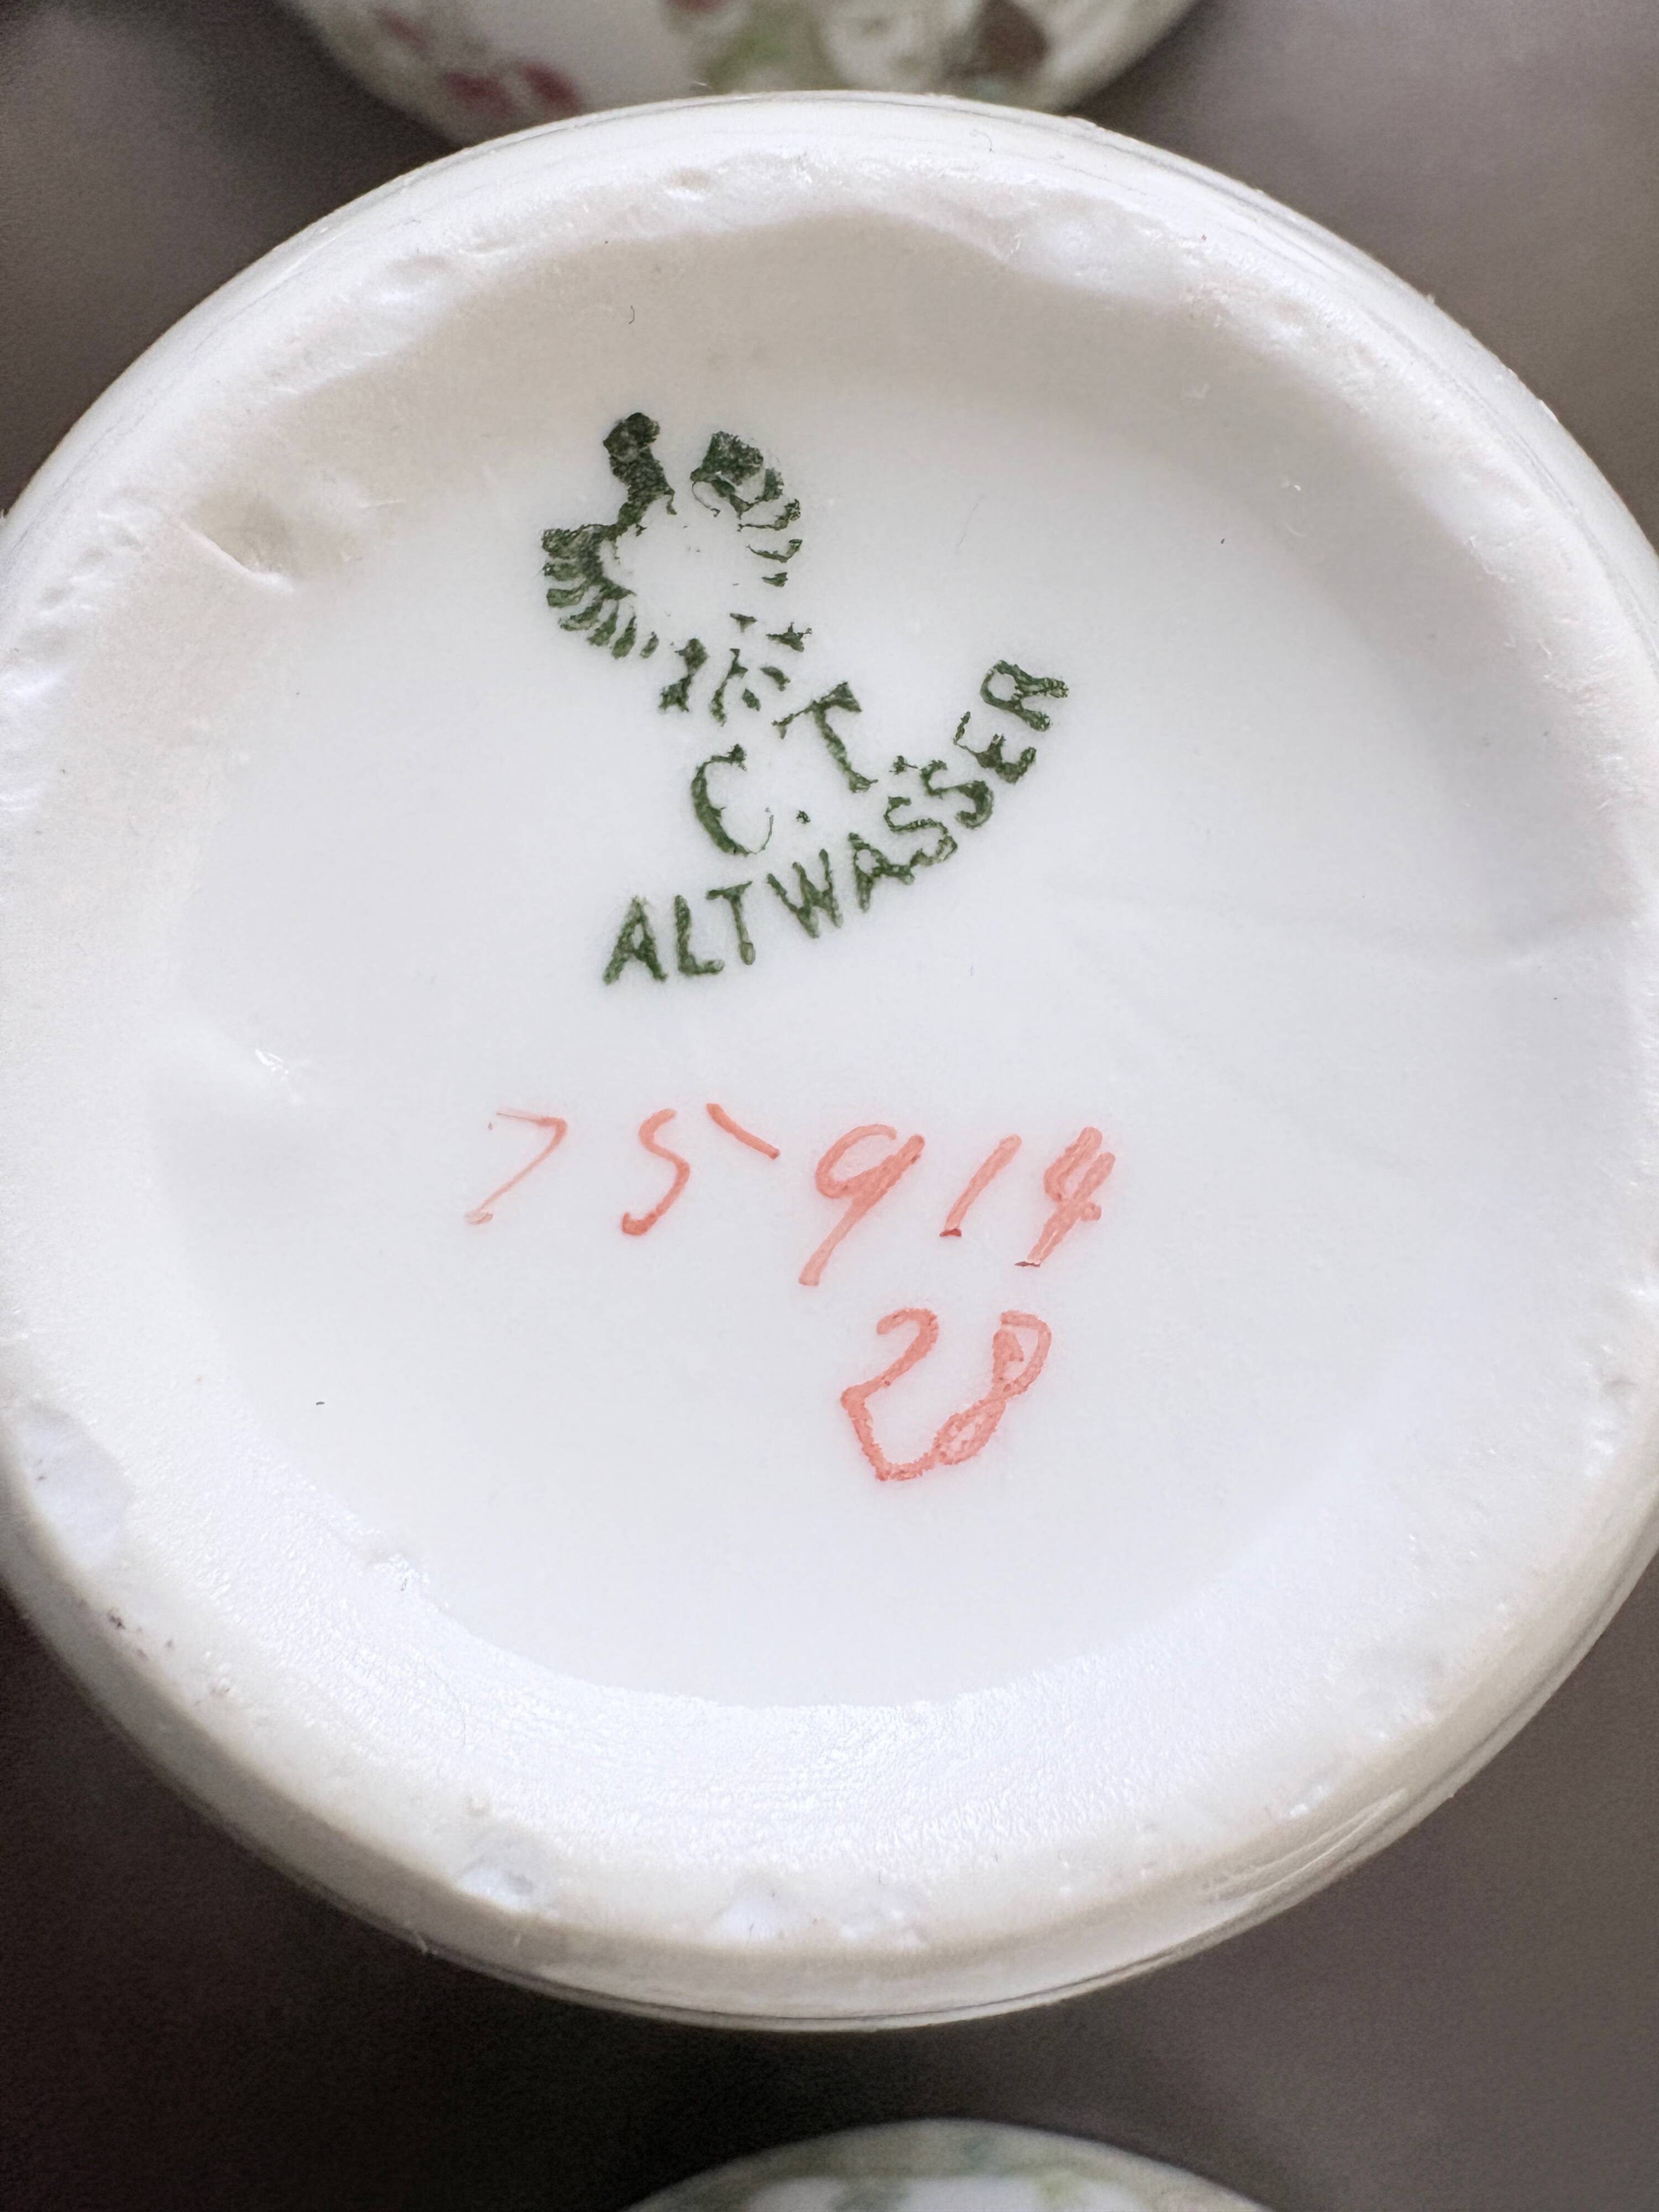 C.T.
ALTWASSER
75914
28